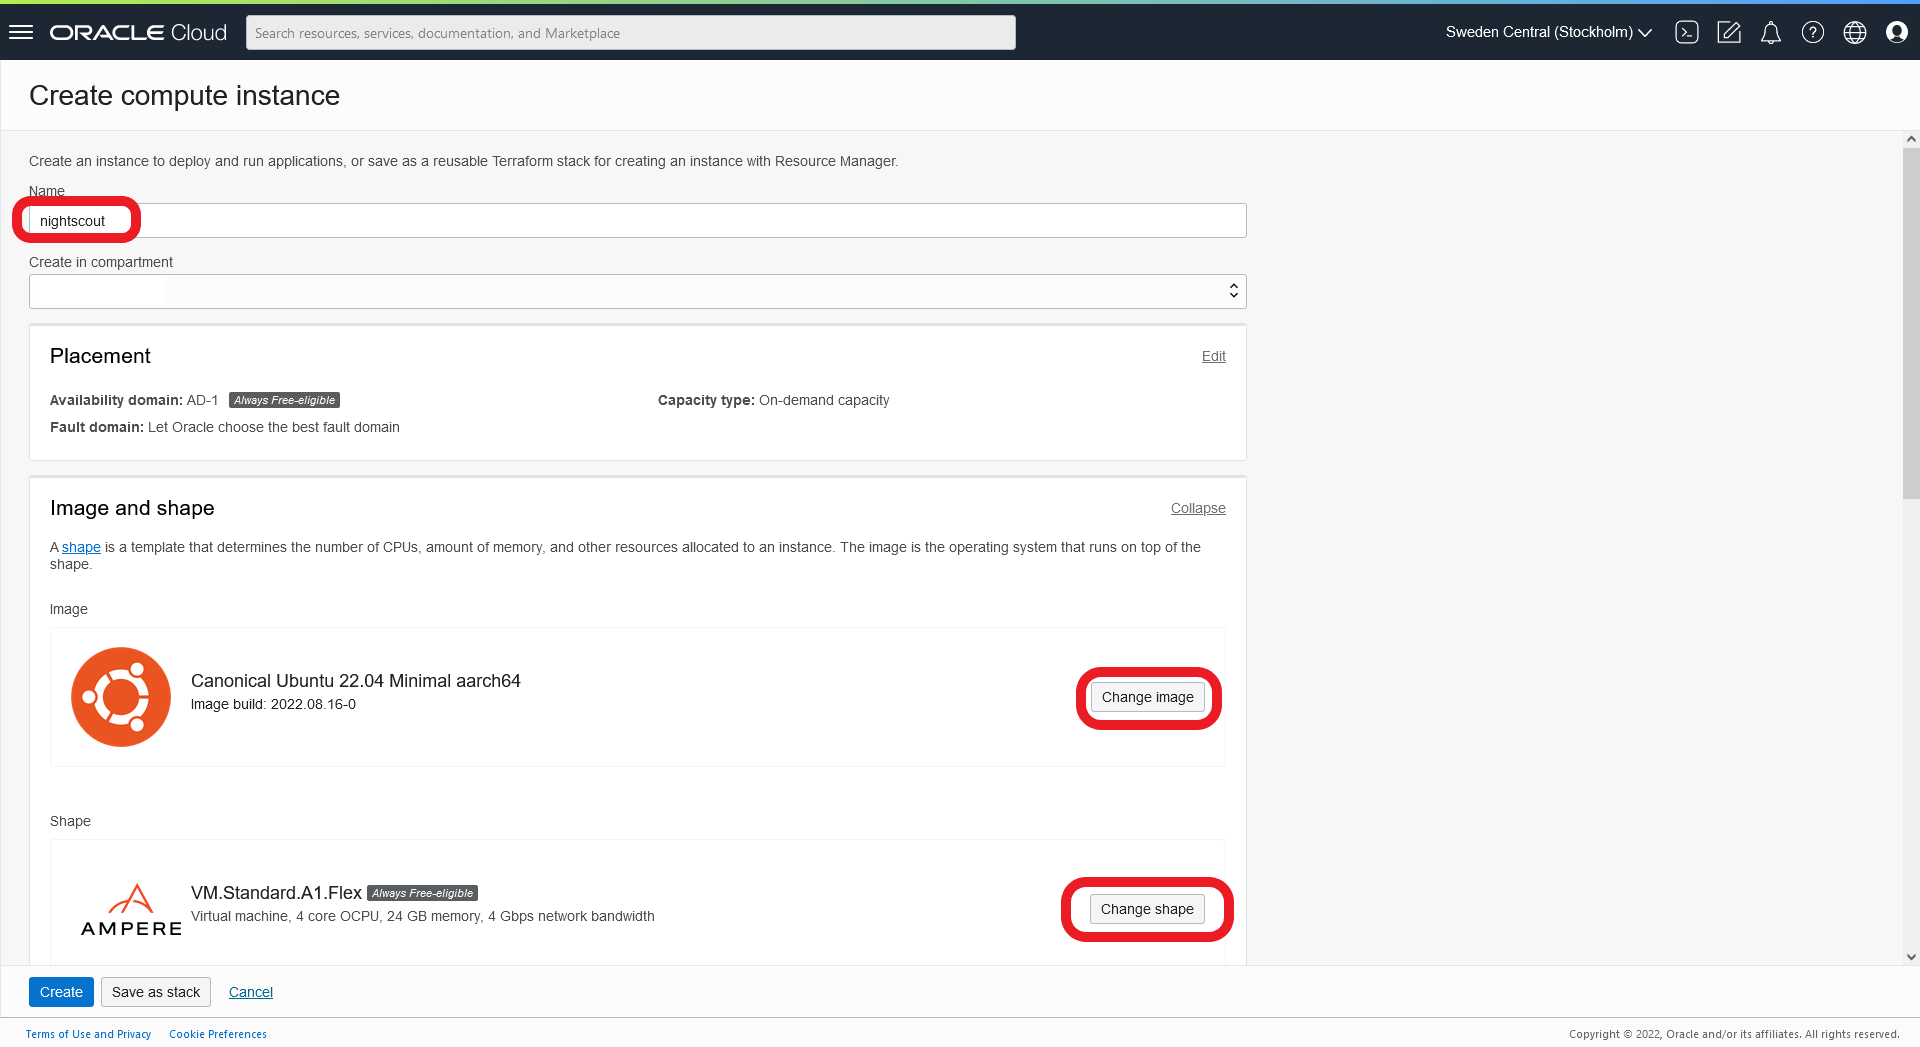 ORACLE Cloud
Search resources, services, documentation, and Marketplace
Sweden Central (Stockholm)
Create compute instance
Create an instance to deploy and run applications, or save as a reusable Terraform stack for creating an instance with Resource Manager.
Name
nightscout
Create in compartment
Placement
Edit
Availability domain: AD-1 Always Free-eligible
Capacity type: On-demand capacity
Fault domain: Let Oracle choose the best fault domain
Image and shape
Collapse
A shape is a template that determines the number of CPUs, amount of memory, and other resources allocated to an instance. The image is the operating system that runs on top of the
shape.
Image
Canonical Ubuntu 22.04 Minimal aarch64
Image build: 2022.08.16-0
Change image
Shape
AMPERE
VM.Standard.A1.Flex Always Free-eligible
Virtual machine, 4 core OCPU, 24 GB memory, 4 Gbps network bandwidth
Change shape
Create
Save as stack
Cancel
Terms of Use and Privacy
Cookie Preferences
Copyright © 2022, Oracle and/or its affiliates. All rights reserved.